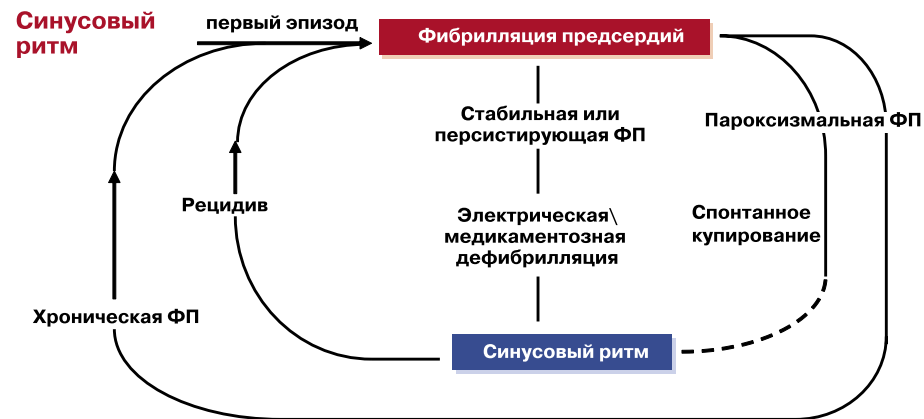 Синусовый
ритм
первый эпизод
Фибрилляция предсердий
Стабильная или
персистирующая ФП
Пароксизмальная ФП
Рецидив
Электрическая\
медикаментозная
дефибрилляция
Спонтанное
купирование
Хроническая ФП
Синусовый ритм